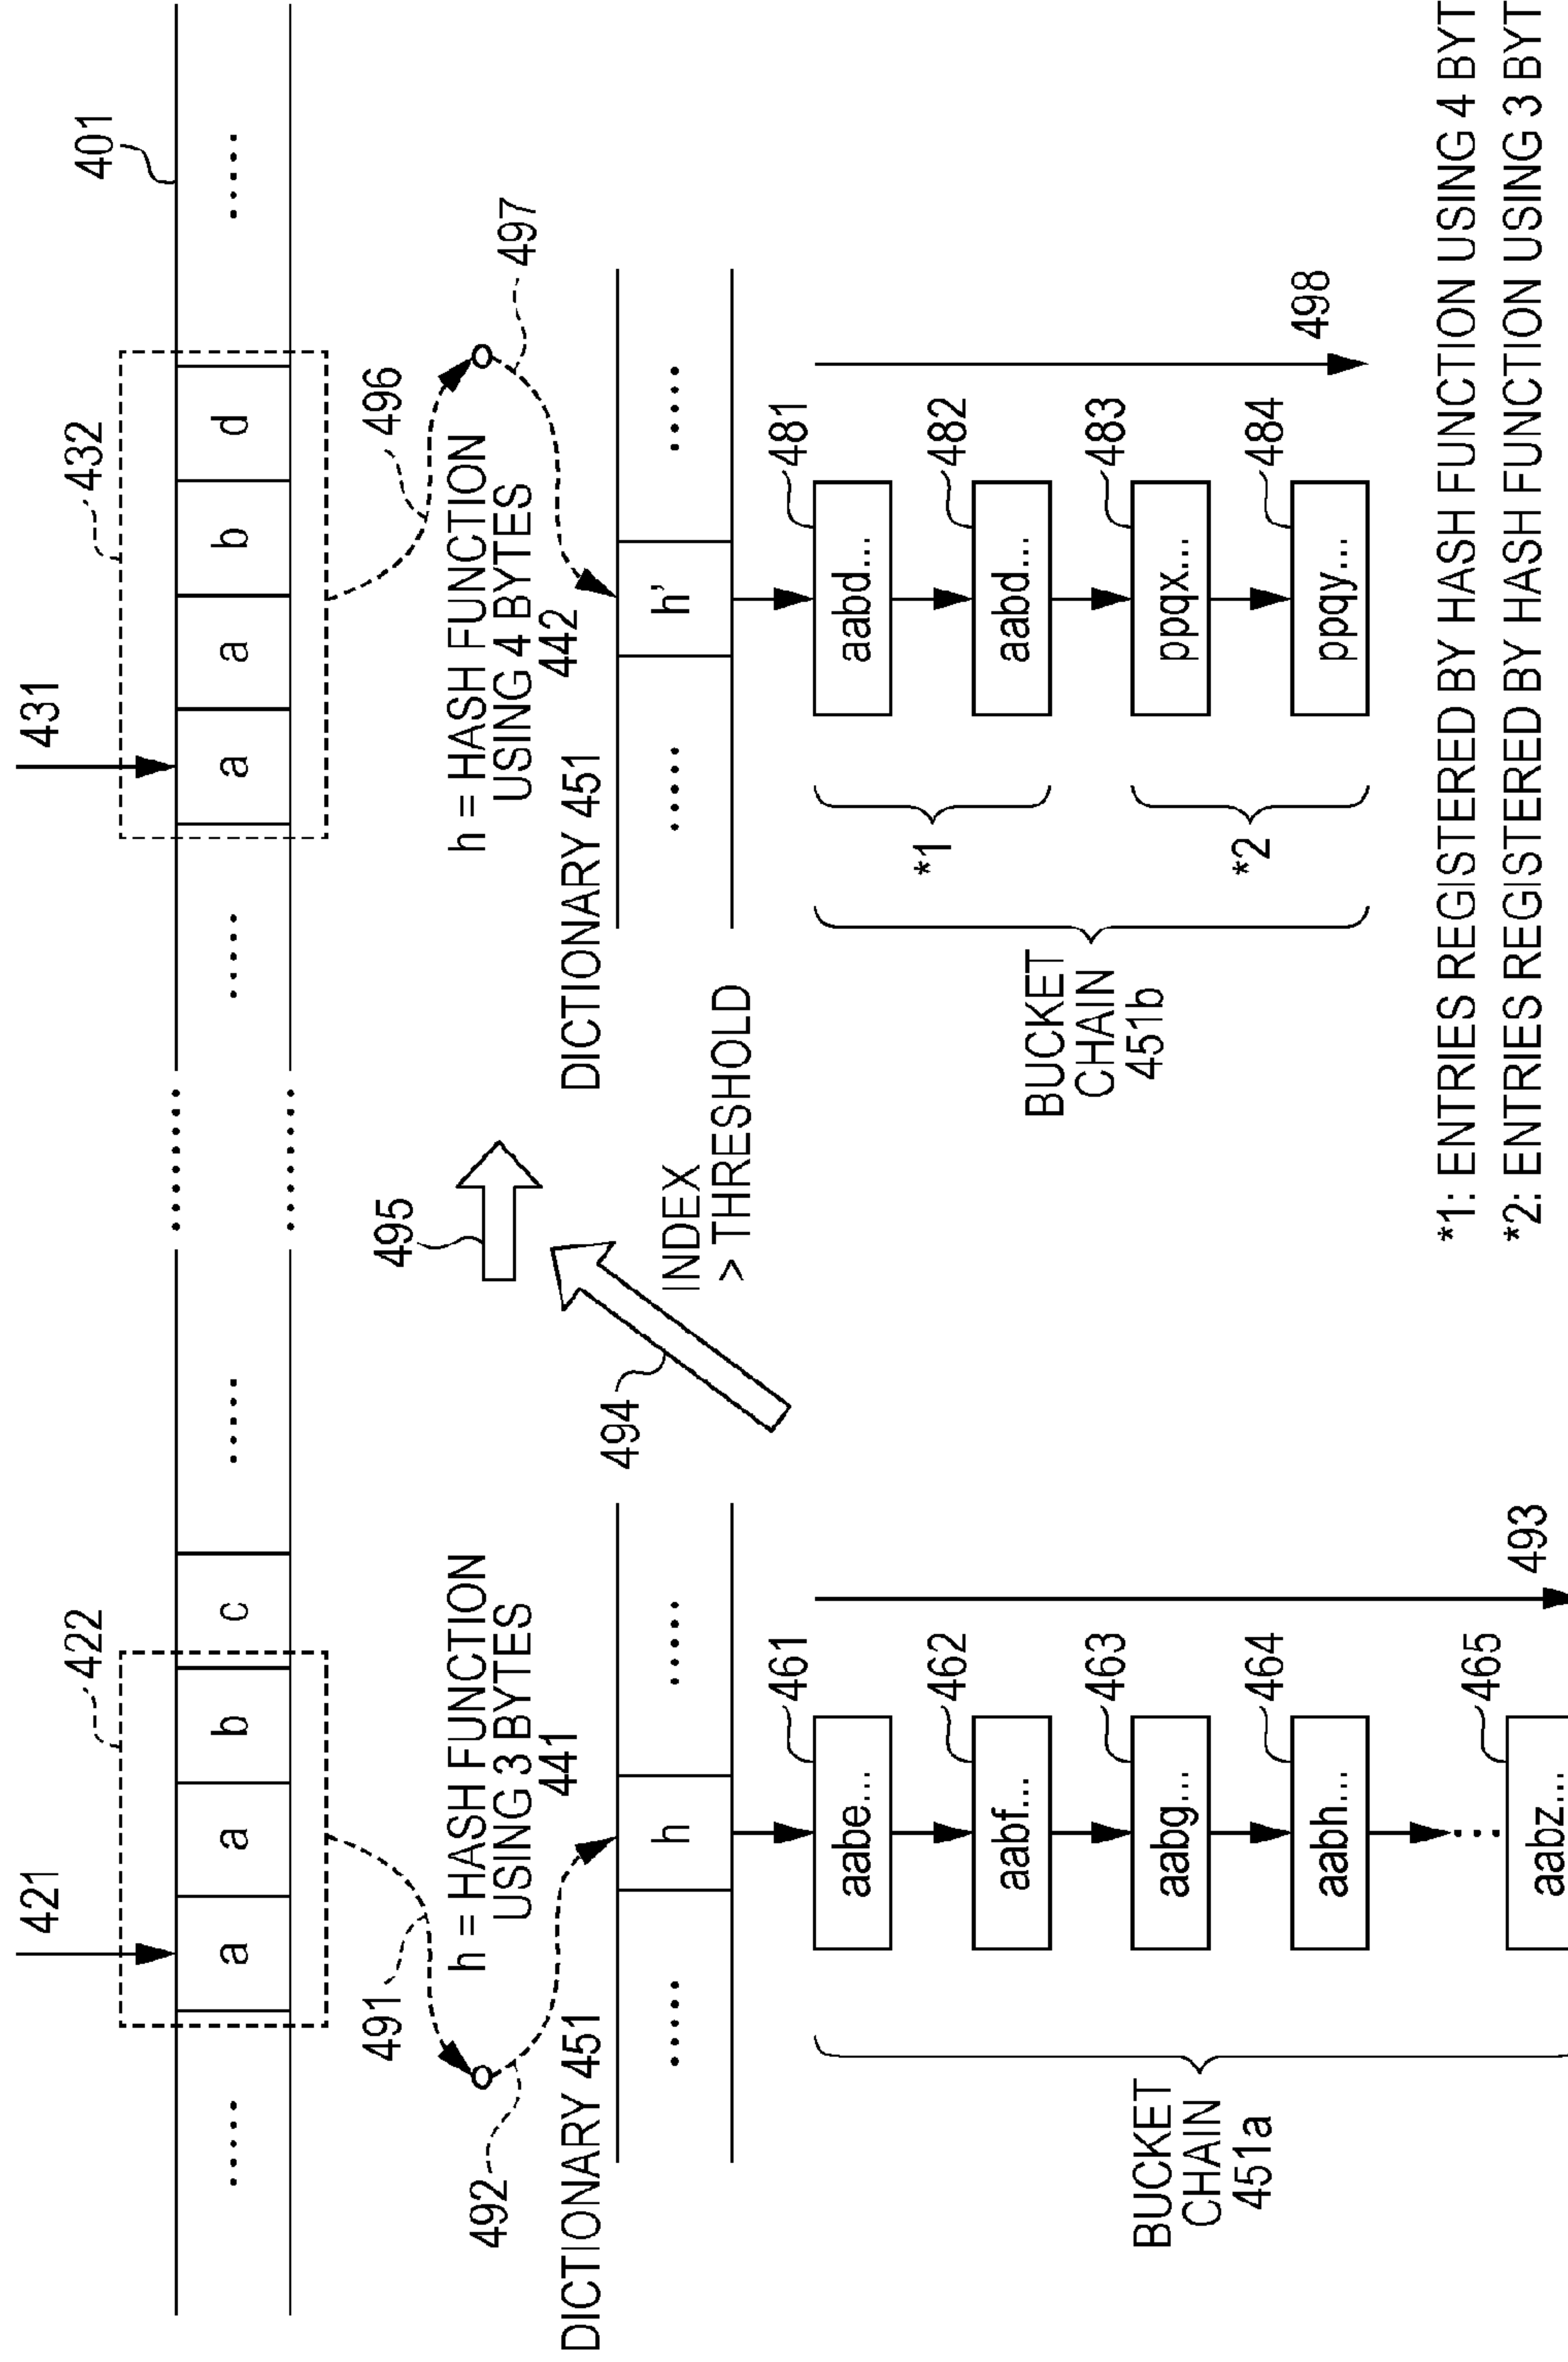 401
421
422
431
432
..... a a b c ..... ..... a a b d .....
491
492
h = HASH FUNCTION
USING 3 BYTES
441
495
496
497
h = HASH FUNCTION
USING 4 BYTES
442
DICTIONARY 451
..... h .....
494
INDEX
> THRESHOLD
DICTIONARY 451
..... h' .....
BUCKET
CHAIN
451a
aabe... 461
aabf... 462
aabg... 463
aabh... 464
aabz... 465
493
BUCKET
CHAIN
451b
*1
*2
aabd... 481
aabd... 482
ppqx... 483
ppqy... 484
498
*1: ENTRIES REGISTERED BY HASH FUNCTION USING 4 BYT
*2: ENTRIES REGISTERED BY HASH FUNCTION USING 3 BYT